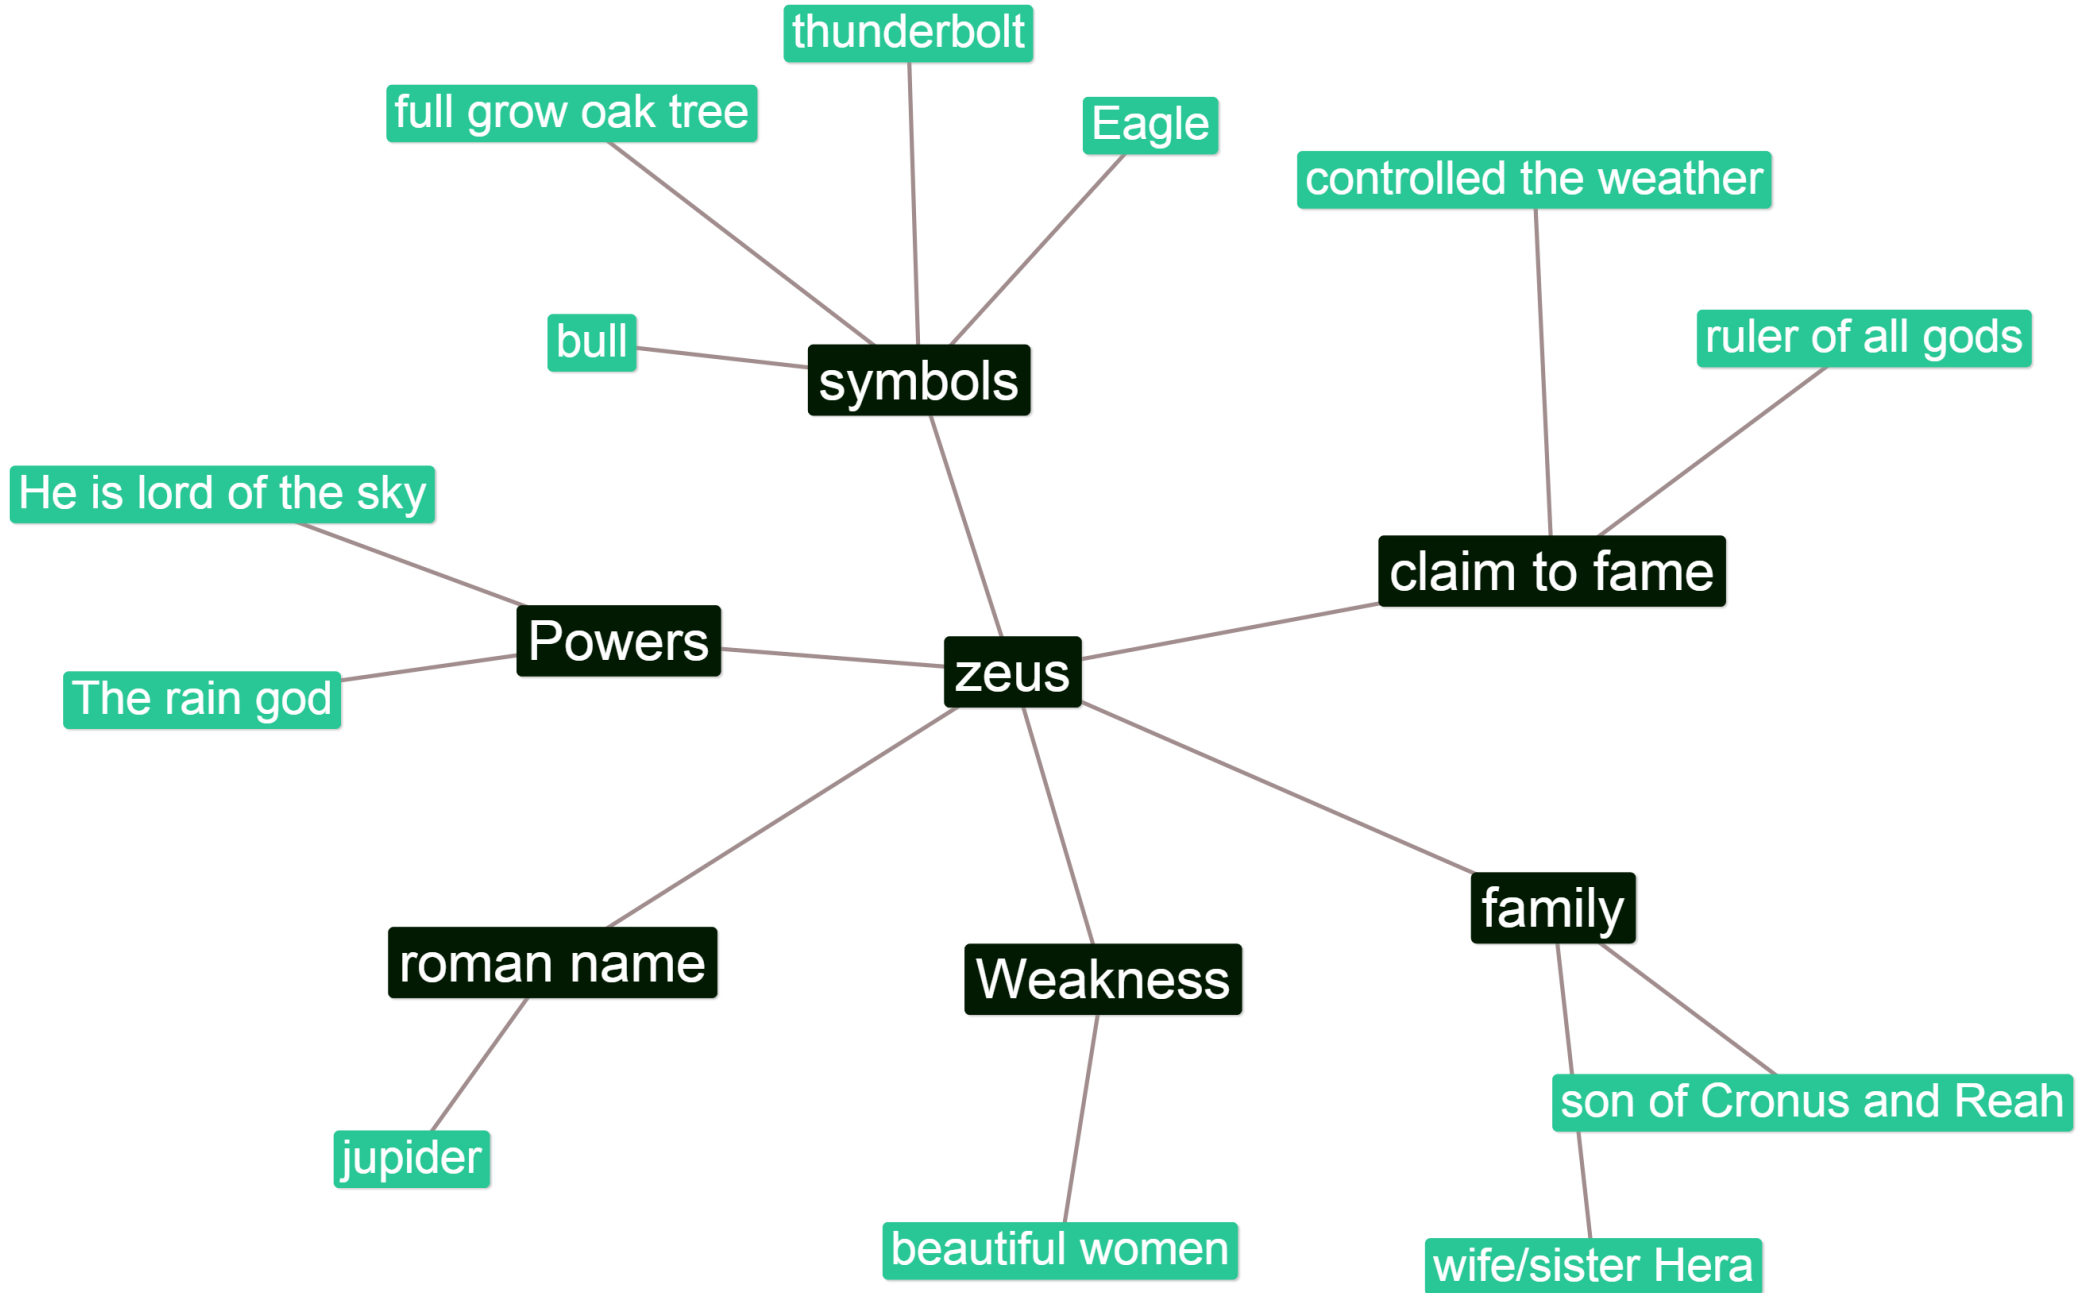 thunderbolt
full grow oak tree
Eagle
controlled the weather
bull
ruler of all gods
symbols
He is lord of the sky
claim to fame
Powers
zeus
The rain god
family
roman name
Weakness
son of Cronus and Reah
jupider
beautiful women
wife/sister Hera